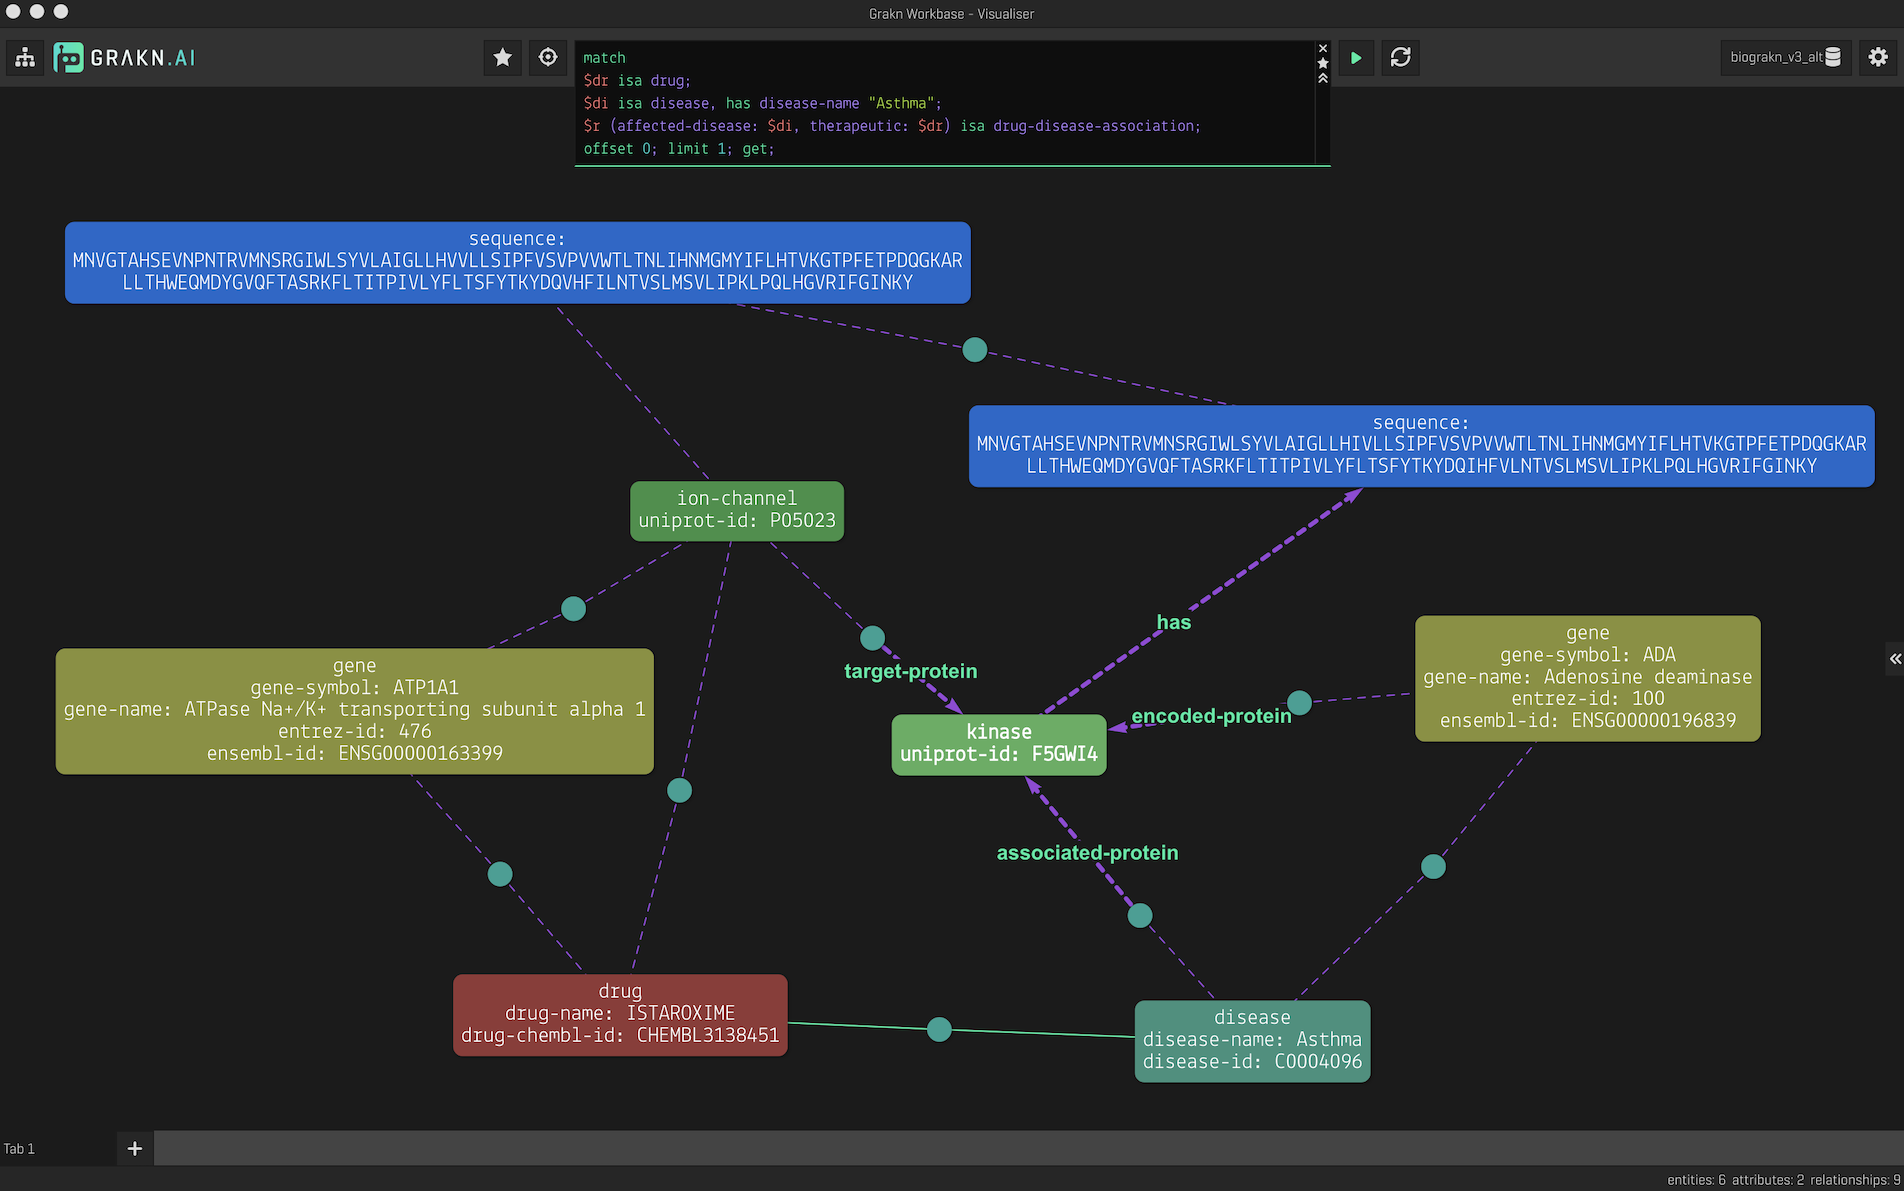 Grakn Workbase - Visualiser
GRAKN.AI
match
$dr isa drug;
$di isa disease, has disease-name "Asthma";
$r (affected-disease: $di, therapeutic: $dr) isa drug-disease-association;
offset 0; limit 1; get;
biograkn_v3_alt
sequence:
MNVGTAHSEVNPNTRVMNSRGIWLSYVLAIGLLHVVLLSIPFVSVPVVWTLTNLIHNMGMYIFLHTVKGTPFETPDQGKAR
LLTHWEQMDYGVQFTASRKFLTITPIVLYFLTSFYTKYDQVHFILNTVSLMSVLIPKLPQLHGVRIFGINKY
sequence:
MNVGTAHSEVNPNTRVMNSRGIWLSYVLAIGLLHIVLLSIPFVSVPVVWTLTNLIHNMGMYIFLHTVKGTPFETPDQGKAR
LLTHWEQMDYGVQFTASRKFLTITPIVLYFLTSFYTKYDQIHFVLNTVSLMSVLIPKLPQLHGVRIFGINKY
ion-channel
uniprot-id: P05023
has
gene
gene-symbol: ADA
gene-name: Adenosine deaminase
entrez-id: 100
ensembl-id: ENSG00000196839
target-protein
gene
gene-symbol: ATP1A1
gene-name: ATPase Na+/K+ transporting subunit alpha 1
entrez-id: 476
ensembl-id: ENSG00000163399
encoded-protein
kinase
uniprot-id: F5GWI4
associated-protein
drug
drug-name: ISTAROXIME
drug-chembl-id: CHEMBL3138451
disease
disease-name: Asthma
disease-id: C0004096
Tab 1
entities: 6 attributes: 2 relationships: 9